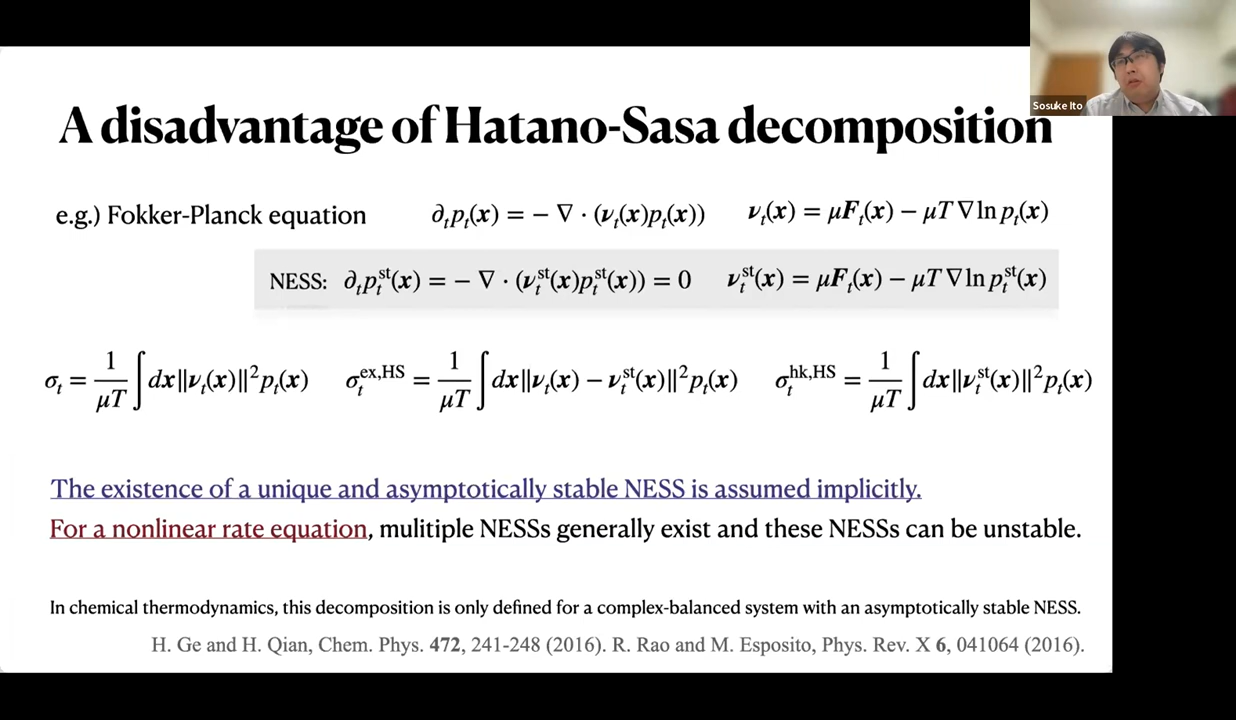 Sosuke Ito
A disadvantage of Hatano-Sasa decomposition
e.g.) Fokker-Planck equation ∂ₜpₜ(x) = − ∇ · (νₜ(x)pₜ(x)) νₜ(x) = μFₜ(x) − μT∇ln pₜ(x)
NESS: ∂ₜpₜˢᵗ(x) = − ∇ · (νₜˢᵗ(x)pₜˢᵗ(x)) = 0 νₜˢᵗ(x) = μFₜ(x) − μT∇ln pₜˢᵗ(x)
σₜ = 1/μT ∫dx||νₜ(x)||²pₜ(x) σₜ^{ex,HS} = 1/μT ∫dx||νₜ(x) − νₜˢᵗ(x)||²pₜ(x) σₜ^{hk,HS} = 1/μT ∫dx||νₜˢᵗ(x)||²pₜ(x)
The existence of a unique and asymptotically stable NESS is assumed implicitly.
For a nonlinear rate equation, mulitiple NESSs generally exist and these NESSs can be unstable.
In chemical thermodynamics, this decomposition is only defined for a complex-balanced system with an asymptotically stable NESS.
H. Ge and H. Qian, Chem. Phys. 472, 241-248 (2016). R. Rao and M. Esposito, Phys. Rev. X 6, 041064 (2016).